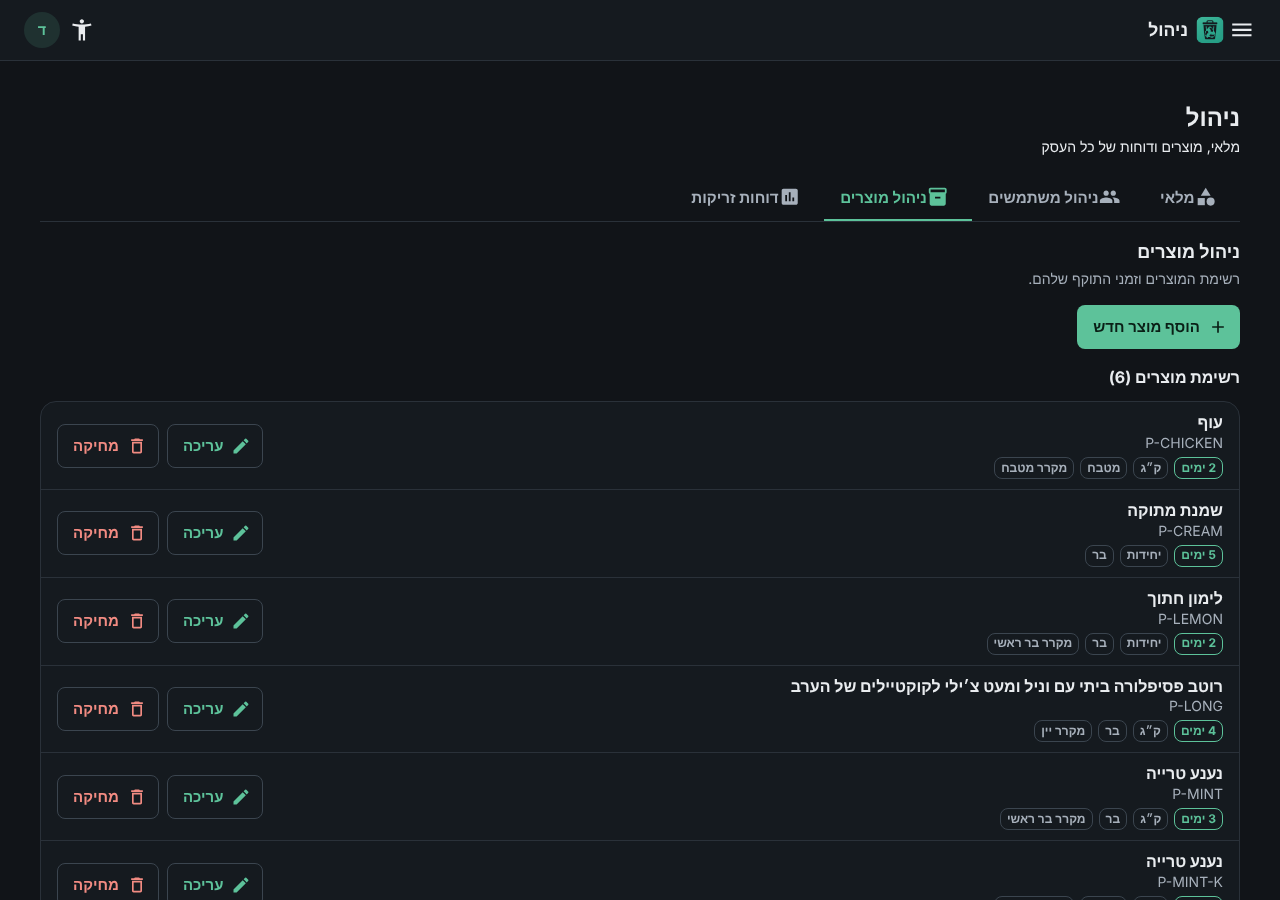 ניהול
ד
ניהול
מלאי, מוצרים ודוחות של כל העסק
מלאי
ניהול משתמשים
ניהול מוצרים
דוחות זריקות
ניהול מוצרים
רשימת המוצרים וזמני התוקף שלהם.
הוסף מוצר חדש
רשימת מוצרים (6)
עוף
P-CHICKEN
2 ימים
ק״ג
מטבח
מקרר מטבח
עריכה
מחיקה
שמנת מתוקה
P-CREAM
5 ימים
יחידות
בר
עריכה
מחיקה
לימון חתוך
P-LEMON
2 ימים
יחידות
בר
מקרר בר ראשי
עריכה
מחיקה
רוטב פסיפלורה ביתי עם וניל ומעט צ׳ילי לקוקטיילים של הערב
P-LONG
4 ימים
ק״ג
בר
מקרר יין
עריכה
מחיקה
נענע טרייה
P-MINT
3 ימים
ק״ג
בר
מקרר בר ראשי
עריכה
מחיקה
נענע טרייה
P-MINT-K
עריכה
מחיקה